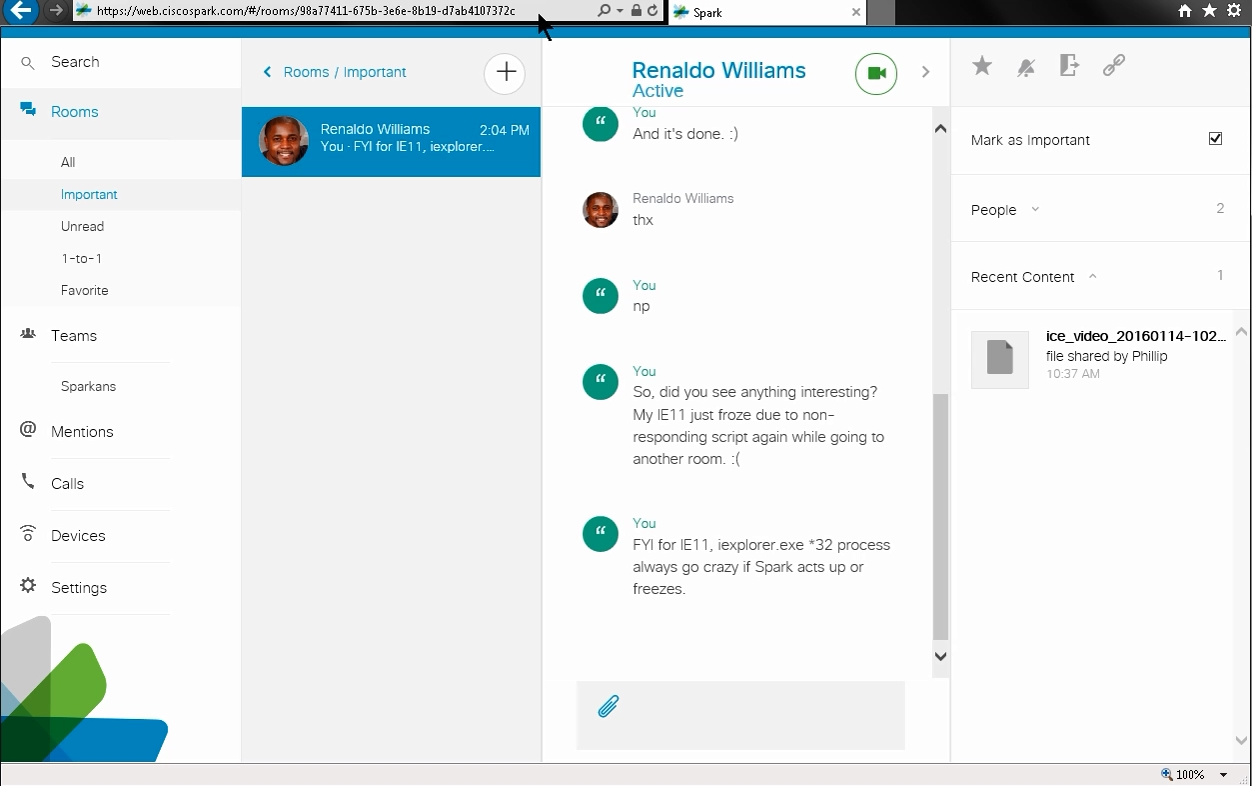 https://web.ciscospark.com/#/rooms/98a77411-675b-3e6e-8b19-d7ab4107372c
Spark
Search
Rooms
All
Important
Unread
1-to-1
Favorite
Teams
Sparkans
Mentions
Calls
Devices
Settings
Rooms / Important
Renaldo Williams 2:04 PM
You · FYI for IE11, iexplorer....
Renaldo Williams
Active
You
And it's done. :)
Renaldo Williams
thx
You
np
You
So, did you see anything interesting?
My IE11 just froze due to non-
responding script again while going to
another room. :(
You
FYI for IE11, iexplorer.exe *32 process
always go crazy if Spark acts up or
freezes.
Mark as Important
People 2
Recent Content 1
ice_video_20160114-102...
file shared by Phillip
10:37 AM
100%